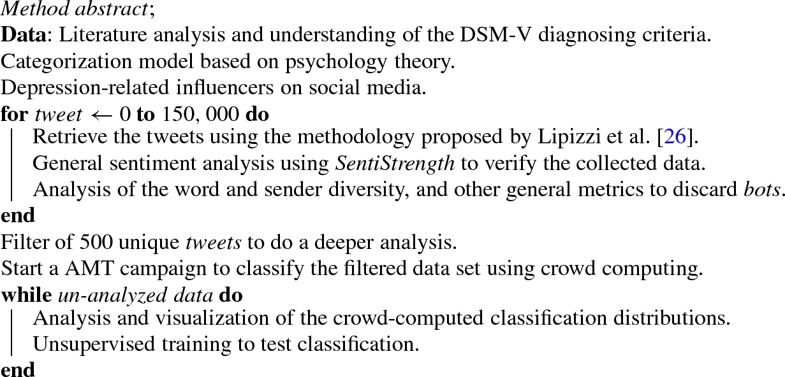 Method abstract;
Data: Literature analysis and understanding of the DSM-V diagnosing criteria.
Categorization model based on psychology theory.
Depression-related influencers on social media.
for tweet ← 0 to 150, 000 do
Retrieve the tweets using the methodology proposed by Lipizzi et al. [26].
General sentiment analysis using SentiStrength to verify the collected data.
Analysis of the word and sender diversity, and other general metrics to discard bots.
end
Filter of 500 unique tweets to do a deeper analysis.
Start a AMT campaign to classify the filtered data set using crowd computing.
while un-analyzed data do
Analysis and visualization of the crowd-computed classification distributions.
Unsupervised training to test classification.
end